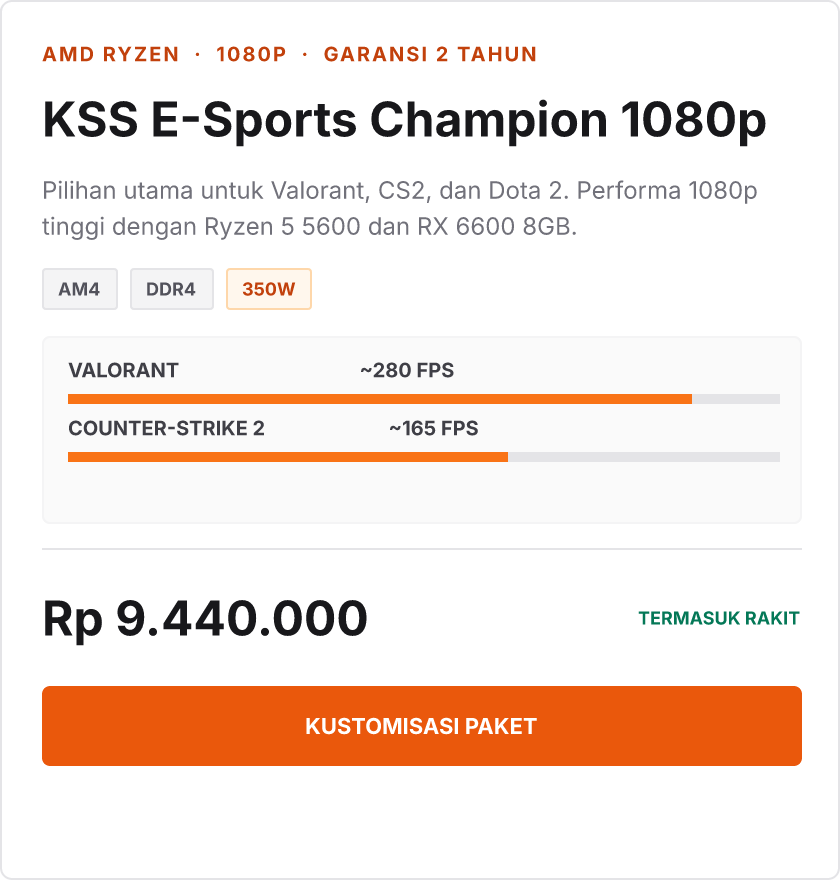 AMD RYZEN · 1080P · GARANSI 2 TAHUN
KSS E-Sports Champion 1080p
Pilihan utama untuk Valorant, CS2, dan Dota 2. Performa 1080p
tinggi dengan Ryzen 5 5600 dan RX 6600 8GB.
AM4 DDR4 350W
VALORANT ~280 FPS
COUNTER-STRIKE 2 ~165 FPS
Rp 9.440.000 TERMASUK RAKIT
KUSTOMISASI PAKET